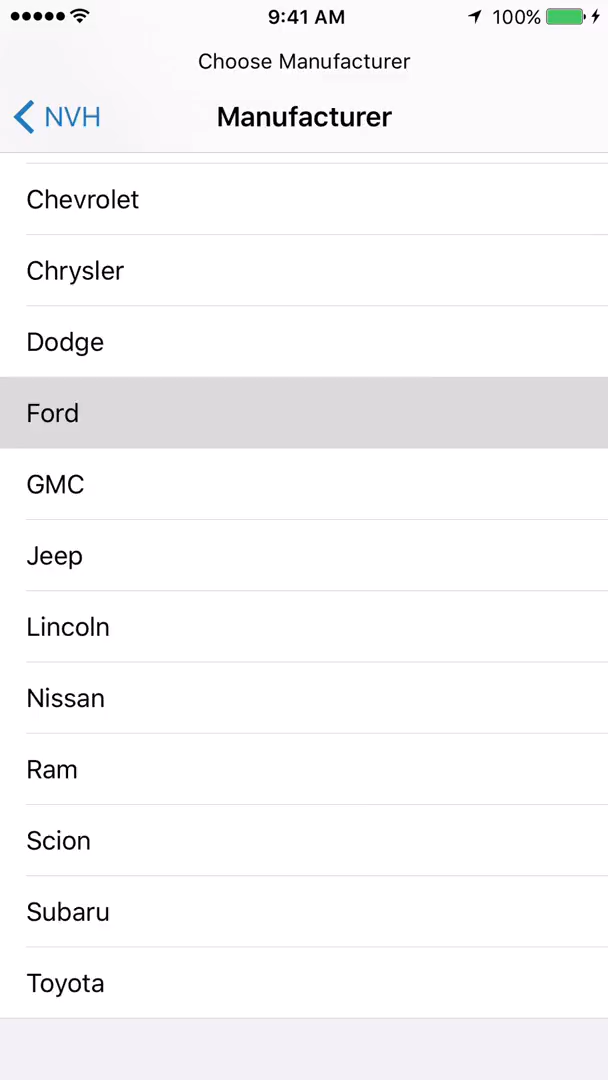 9:41 AM
100%
Choose Manufacturer
NVH
Manufacturer
Chevrolet
Chrysler
Dodge
Ford
GMC
Jeep
Lincoln
Nissan
Ram
Scion
Subaru
Toyota